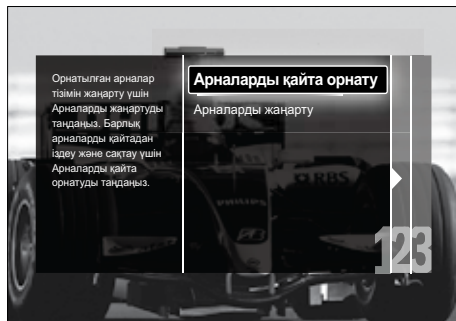 Орнатылған арналар
тізімін жаңарту үшін
Арналарды жаңартуды
таңдаңыз. Барлық
арналарды қайтадан
іздеу және сақтау үшін
Арналарды қайта
орнатуды таңдаңыз.
Арналарды қайта орнату
Арналарды жаңарту
RBS
PHILIPS
123